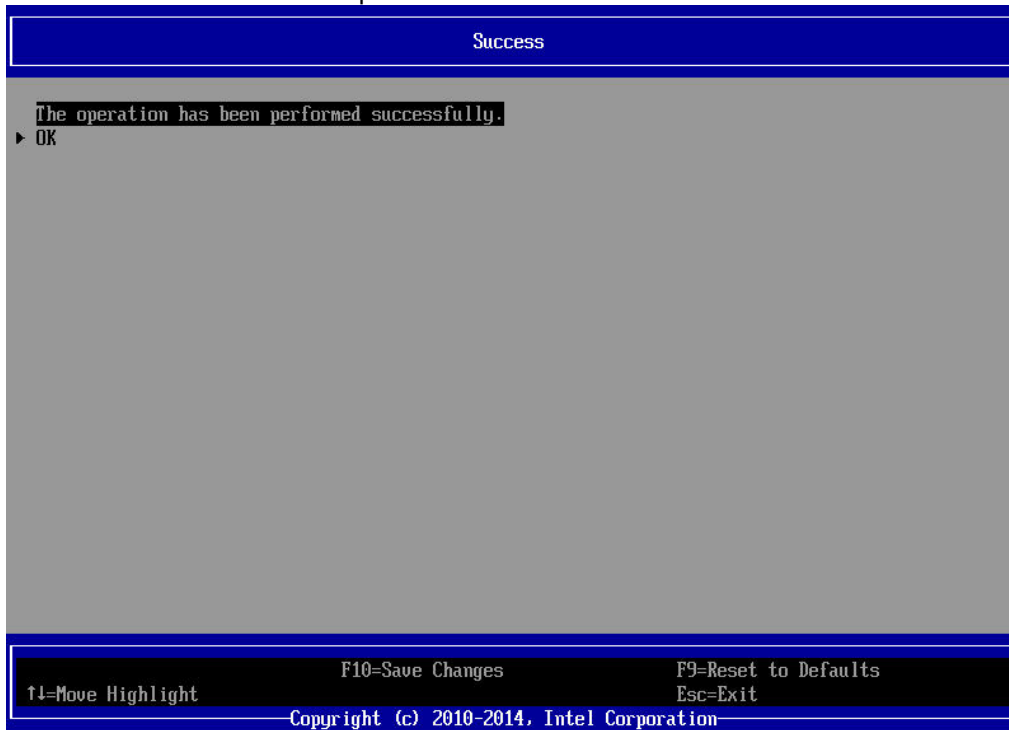 Success
The operation has been performed successfully.
▶ OK
F10=Save Changes F9=Reset to Defaults
↑↓=Move Highlight Esc=Exit
Copyright (c) 2010-2014, Intel Corporation